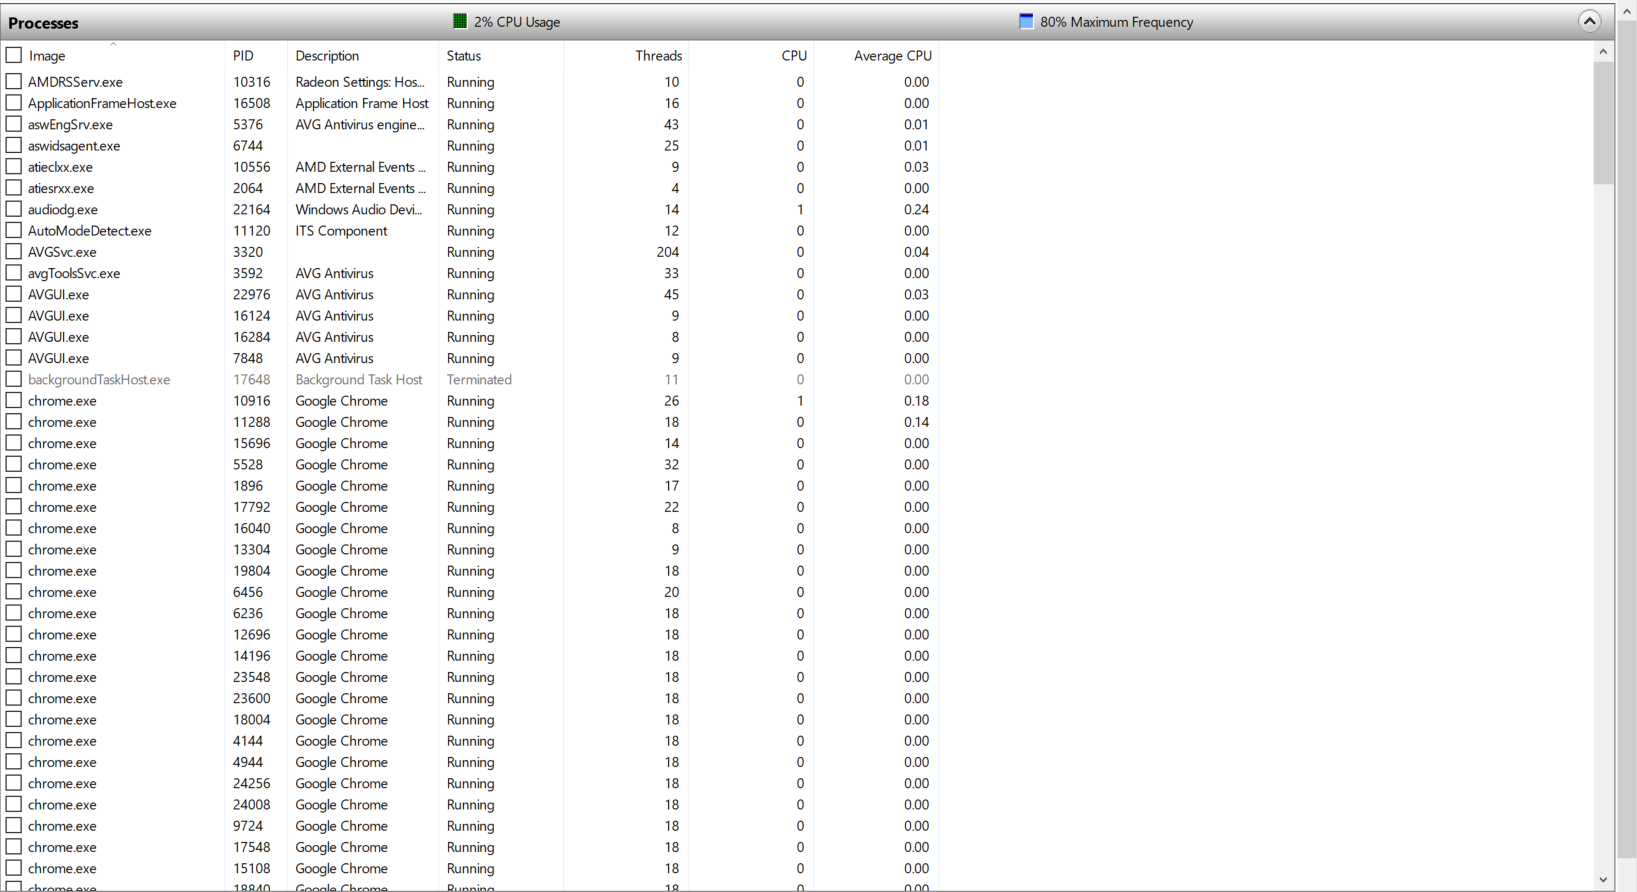 Processes 2% CPU Usage 80% Maximum Frequency
Image PID Description Status Threads CPU Average CPU
AMDRSServ.exe 10316 Radeon Settings: Hos... Running 10 0 0.00
ApplicationFrameHost.exe 16508 Application Frame Host Running 16 0 0.00
aswEngSrv.exe 5376 AVG Antivirus engine... Running 43 0 0.01
aswidsagent.exe 6744 Running 25 0 0.01
atieclxx.exe 10556 AMD External Events ... Running 9 0 0.03
atiesrxx.exe 2064 AMD External Events ... Running 4 0 0.00
audiodg.exe 22164 Windows Audio Devi... Running 14 1 0.24
AutoModeDetect.exe 11120 ITS Component Running 12 0 0.00
AVGSvc.exe 3320 Running 204 0 0.04
avgToolsSvc.exe 3592 AVG Antivirus Running 33 0 0.00
AVGUI.exe 22976 AVG Antivirus Running 45 0 0.03
AVGUI.exe 16124 AVG Antivirus Running 9 0 0.00
AVGUI.exe 16284 AVG Antivirus Running 8 0 0.00
AVGUI.exe 7848 AVG Antivirus Running 9 0 0.00
backgroundTaskHost.exe 17648 Background Task Host Terminated 11 0 0.00
chrome.exe 10916 Google Chrome Running 26 1 0.18
chrome.exe 11288 Google Chrome Running 18 0 0.14
chrome.exe 15696 Google Chrome Running 14 0 0.00
chrome.exe 5528 Google Chrome Running 32 0 0.00
chrome.exe 1896 Google Chrome Running 17 0 0.00
chrome.exe 17792 Google Chrome Running 22 0 0.00
chrome.exe 16040 Google Chrome Running 8 0 0.00
chrome.exe 13304 Google Chrome Running 9 0 0.00
chrome.exe 19804 Google Chrome Running 18 0 0.00
chrome.exe 6456 Google Chrome Running 20 0 0.00
chrome.exe 6236 Google Chrome Running 18 0 0.00
chrome.exe 12696 Google Chrome Running 18 0 0.00
chrome.exe 14196 Google Chrome Running 18 0 0.00
chrome.exe 23548 Google Chrome Running 18 0 0.00
chrome.exe 23600 Google Chrome Running 18 0 0.00
chrome.exe 18004 Google Chrome Running 18 0 0.00
chrome.exe 4144 Google Chrome Running 18 0 0.00
chrome.exe 4944 Google Chrome Running 18 0 0.00
chrome.exe 24256 Google Chrome Running 18 0 0.00
chrome.exe 24008 Google Chrome Running 18 0 0.00
chrome.exe 9724 Google Chrome Running 18 0 0.00
chrome.exe 17548 Google Chrome Running 18 0 0.00
chrome.exe 15108 Google Chrome Running 18 0 0.00
chrome.exe 18840 Google Chrome Running 18 0 0.00